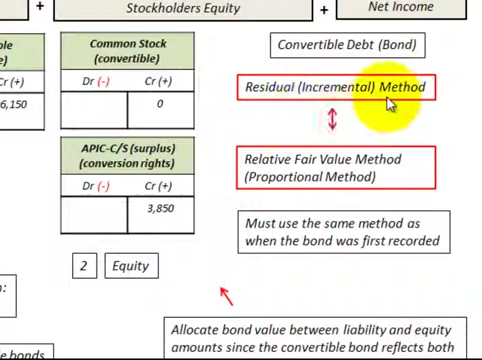 + Stockholders Equity + Net Income
Common Stock
(convertible)
Dr (-) Cr (+)
0
APIC-C/S (surplus)
(conversion rights)
Dr (-) Cr (+)
3,850
2 Equity
Cr (+)
6,150
Convertible Debt (Bond)
Residual (Incremental) Method
Relative Fair Value Method
(Proportional Method)
Must use the same method as
when the bond was first recorded
Allocate bond value between liability and equity
amounts since the convertible bond reflects both
e bonds